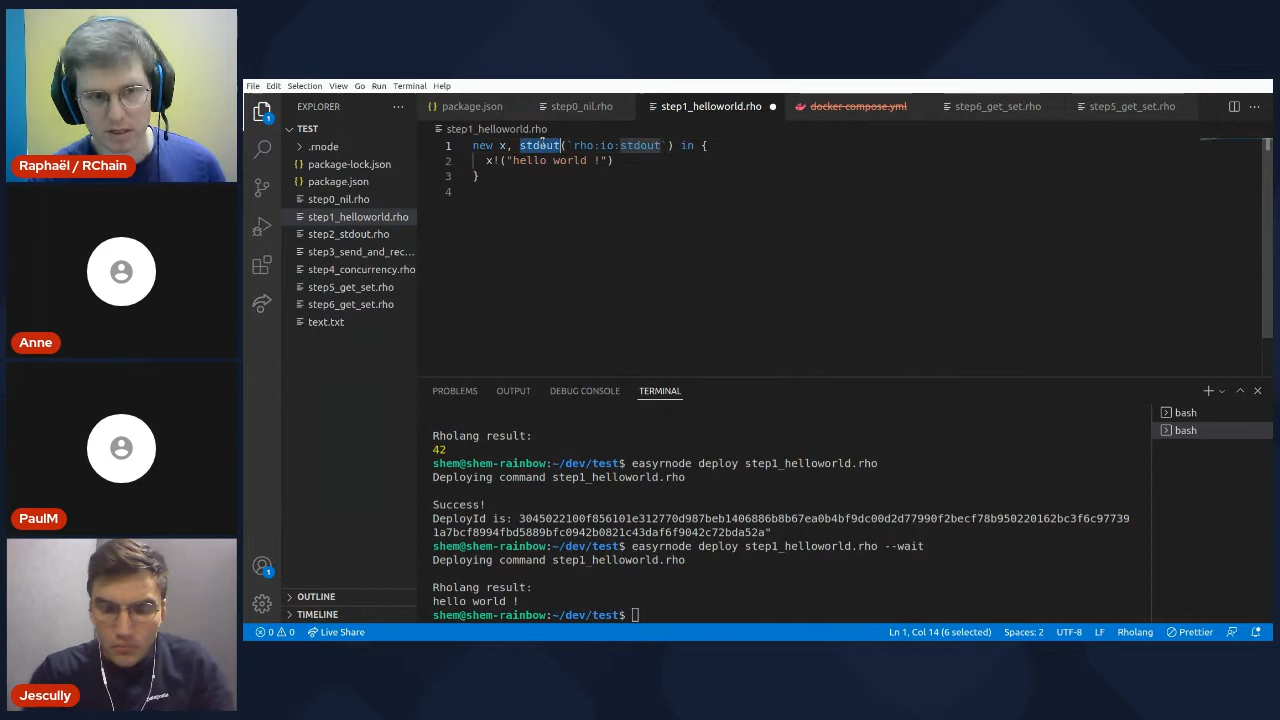 Raphaël / RChain
Anne
PaulM
Jescully
File Edit Selection View Go Run Terminal Help
EXPLORER
TEST
.rnode
package-lock.json
package.json
step0_nil.rho
step1_helloworld.rho
step2_stdout.rho
step3_send_and_rec...
step4_concurrency.rho
step5_get_set.rho
step6_get_set.rho
text.txt
OUTLINE
TIMELINE
package.json step0_nil.rho step1_helloworld.rho docker compose.yml step6_get_set.rho step5_get_set.rho
step1_helloworld.rho
1 new x, stdout(`rho:io:stdout`) in {
2 x!("hello world !")
3 }
4
PROBLEMS OUTPUT DEBUG CONSOLE TERMINAL
Rholang result:
42
shem@shem-rainbow:~/dev/test$ easyrnode deploy step1_helloworld.rho
Deploying command step1_helloworld.rho
Success!
DeployId is: 3045022100f856101e312770d987beb1406886b8b67ea0b4bf9dc00d2d77990f2becf78b950220162bc3f6c97739
1a7bcf8994fbd5889bfc0942b0821c43daf6f9042c72bda52a"
shem@shem-rainbow:~/dev/test$ easyrnode deploy step1_helloworld.rho --wait
Deploying command step1_helloworld.rho
Rholang result:
hello world !
shem@shem-rainbow:~/dev/test$
bash
bash
1
1
0 0 Live Share Ln 1, Col 14 (6 selected) Spaces: 2 UTF-8 LF Rholang Prettier